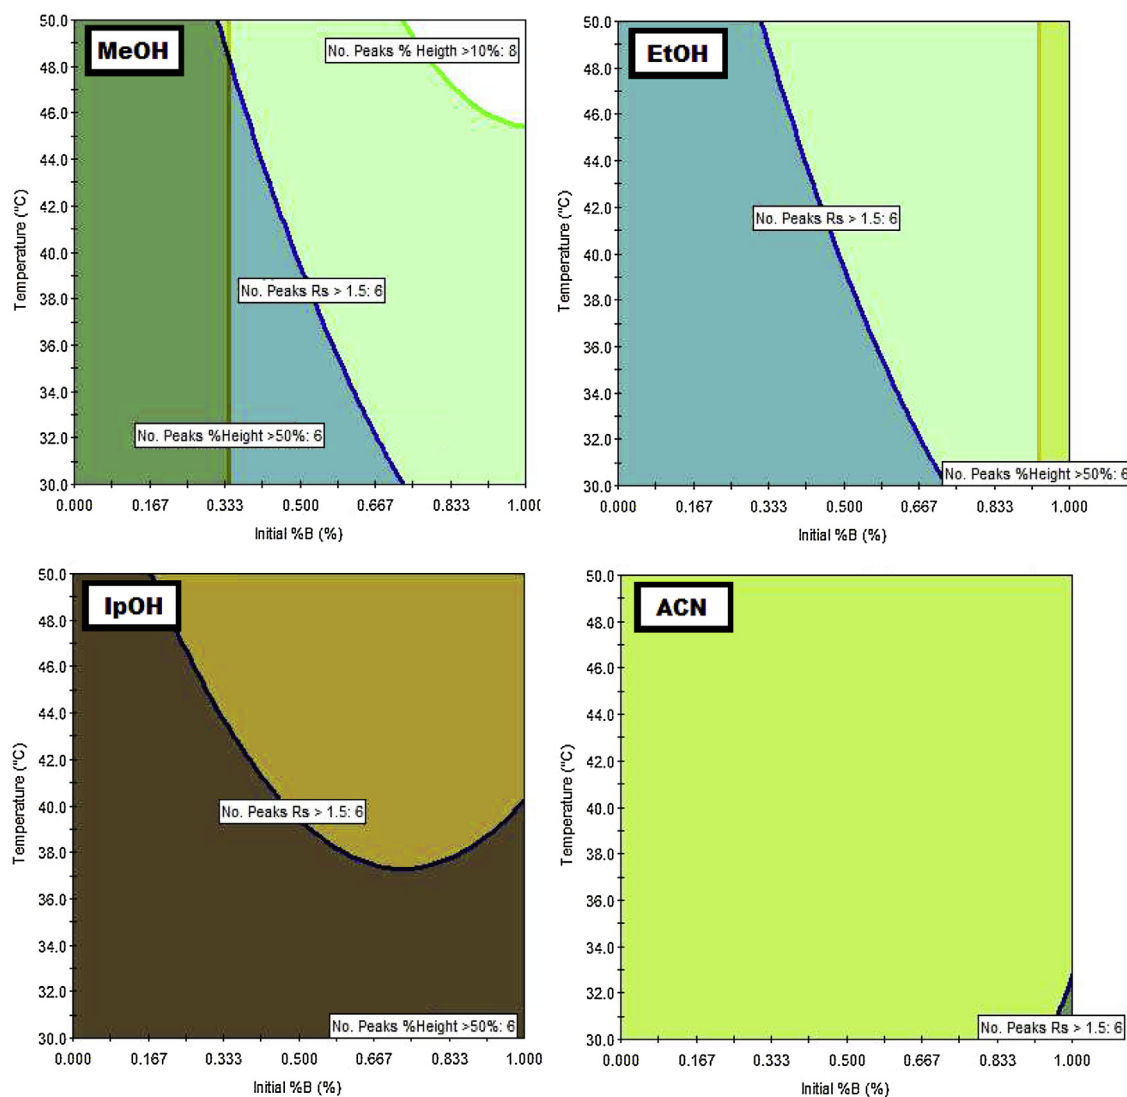 MeOH
No. Peaks % Heigth >10%: 8
No. Peaks Rs > 1.5: 6
No. Peaks %Height >50%: 6
Temperature (°C)
50.0
48.0
46.0
44.0
42.0
40.0
38.0
36.0
34.0
32.0
30.0
0.000 0.167 0.333 0.500 0.667 0.833 1.000
Initial %B (%)
EtOH
No. Peaks Rs > 1.5: 6
No. Peaks %Height >50%: 6
Temperature (°C)
50.0
48.0
46.0
44.0
42.0
40.0
38.0
36.0
34.0
32.0
30.0
0.000 0.167 0.333 0.500 0.667 0.833 1.000
Initial %B (%)
IpOH
No. Peaks Rs > 1.5: 6
No. Peaks %Height >50%: 6
Temperature (°C)
50.0
48.0
46.0
44.0
42.0
40.0
38.0
36.0
34.0
32.0
30.0
0.000 0.167 0.333 0.500 0.667 0.833 1.000
Initial %B (%)
ACN
No. Peaks Rs > 1.5: 6
Temperature (°C)
50.0
48.0
46.0
44.0
42.0
40.0
38.0
36.0
34.0
32.0
30.0
0.000 0.167 0.333 0.500 0.667 0.833 1.000
Initial %B (%)